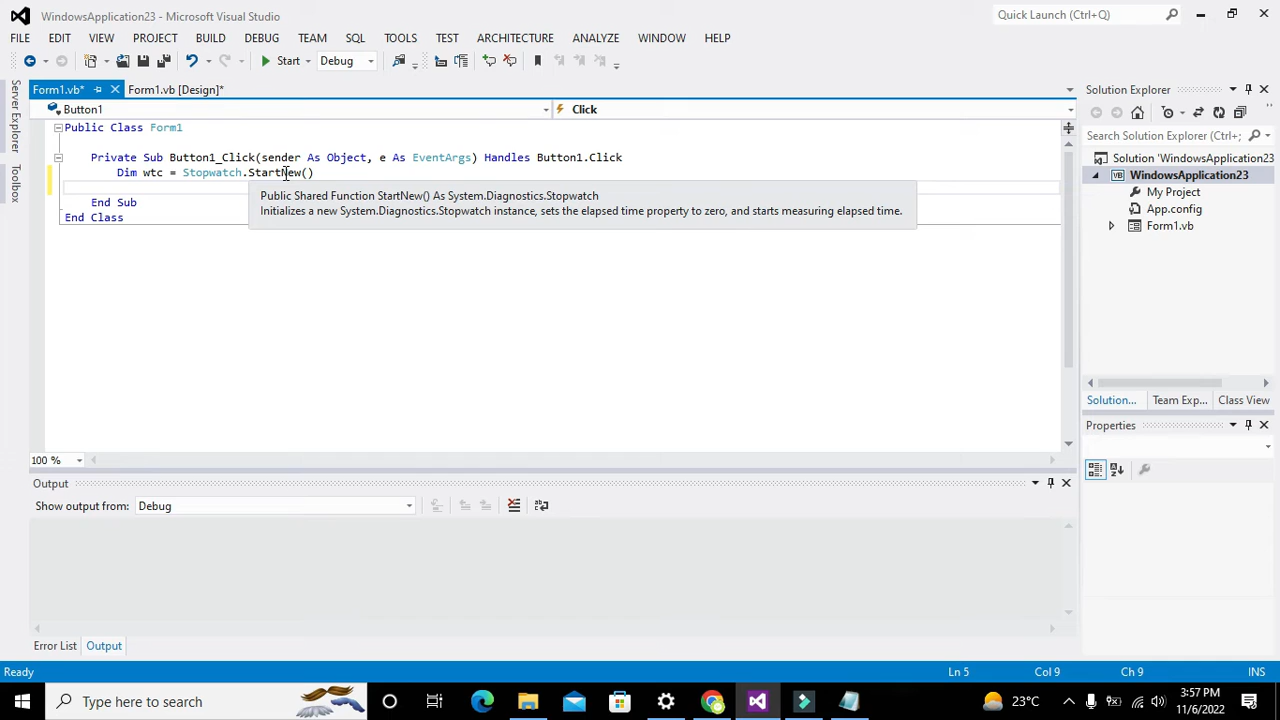 WindowsApplication23 - Microsoft Visual Studio
Quick Launch (Ctrl+Q)
FILE EDIT VIEW PROJECT BUILD DEBUG TEAM SQL TOOLS TEST ARCHITECTURE ANALYZE WINDOW HELP
Start Debug
Server Explorer
Toolbox
Form1.vb* Form1.vb [Design]*
Button1 Click
Public Class Form1
Private Sub Button1_Click(sender As Object, e As EventArgs) Handles Button1.Click
Dim wtc = Stopwatch.StartNew()
Public Shared Function StartNew() As System.Diagnostics.Stopwatch
Initializes a new System.Diagnostics.Stopwatch instance, sets the elapsed time property to zero, and starts measuring elapsed time.
End Sub
End Class
100 %
Solution Explorer
Search Solution Explorer (Ctrl+;)
Solution 'WindowsApplication23'
WindowsApplication23
My Project
App.config
Form1.vb
Solution... Team Exp... Class View
Properties
Output
Show output from: Debug
Error List Output
Ready Ln 5 Col 9 Ch 9 INS
Type here to search 23°C 3:57 PM
11/6/2022